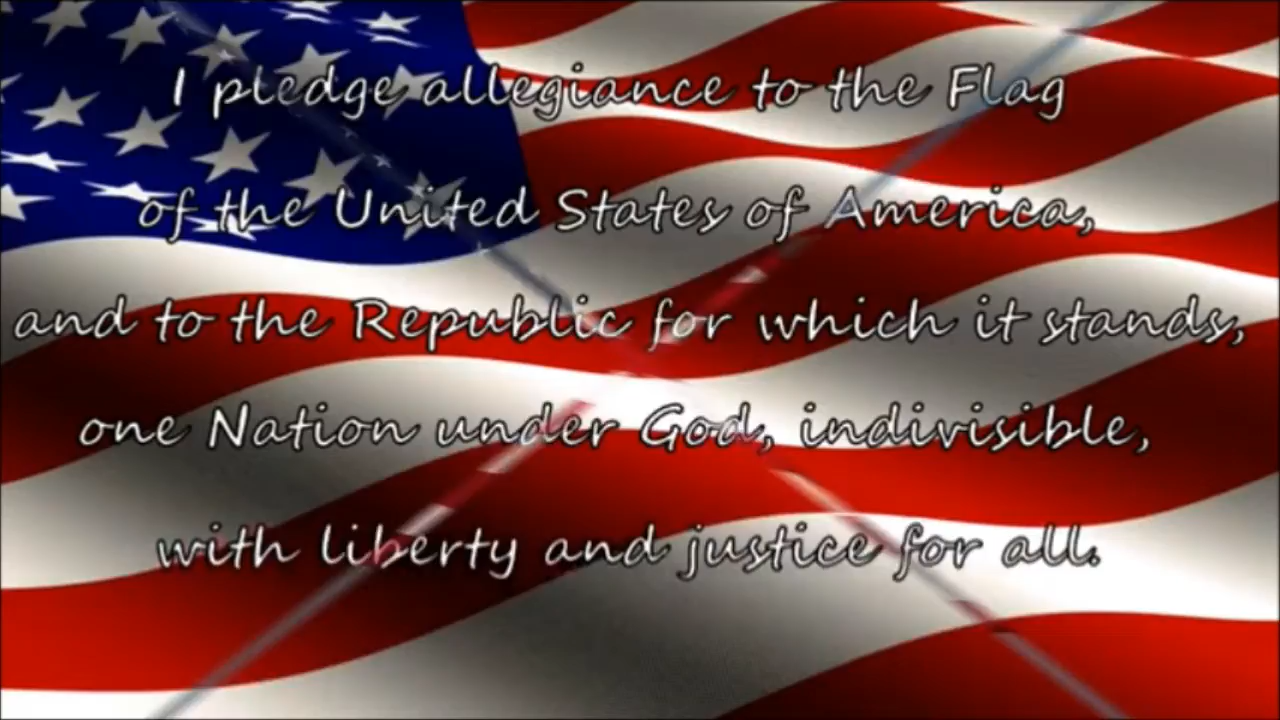 I pledge allegiance to the Flag
of the United States of America,
and to the Republic for which it stands,
one Nation under God, indivisible,
with liberty and justice for all.